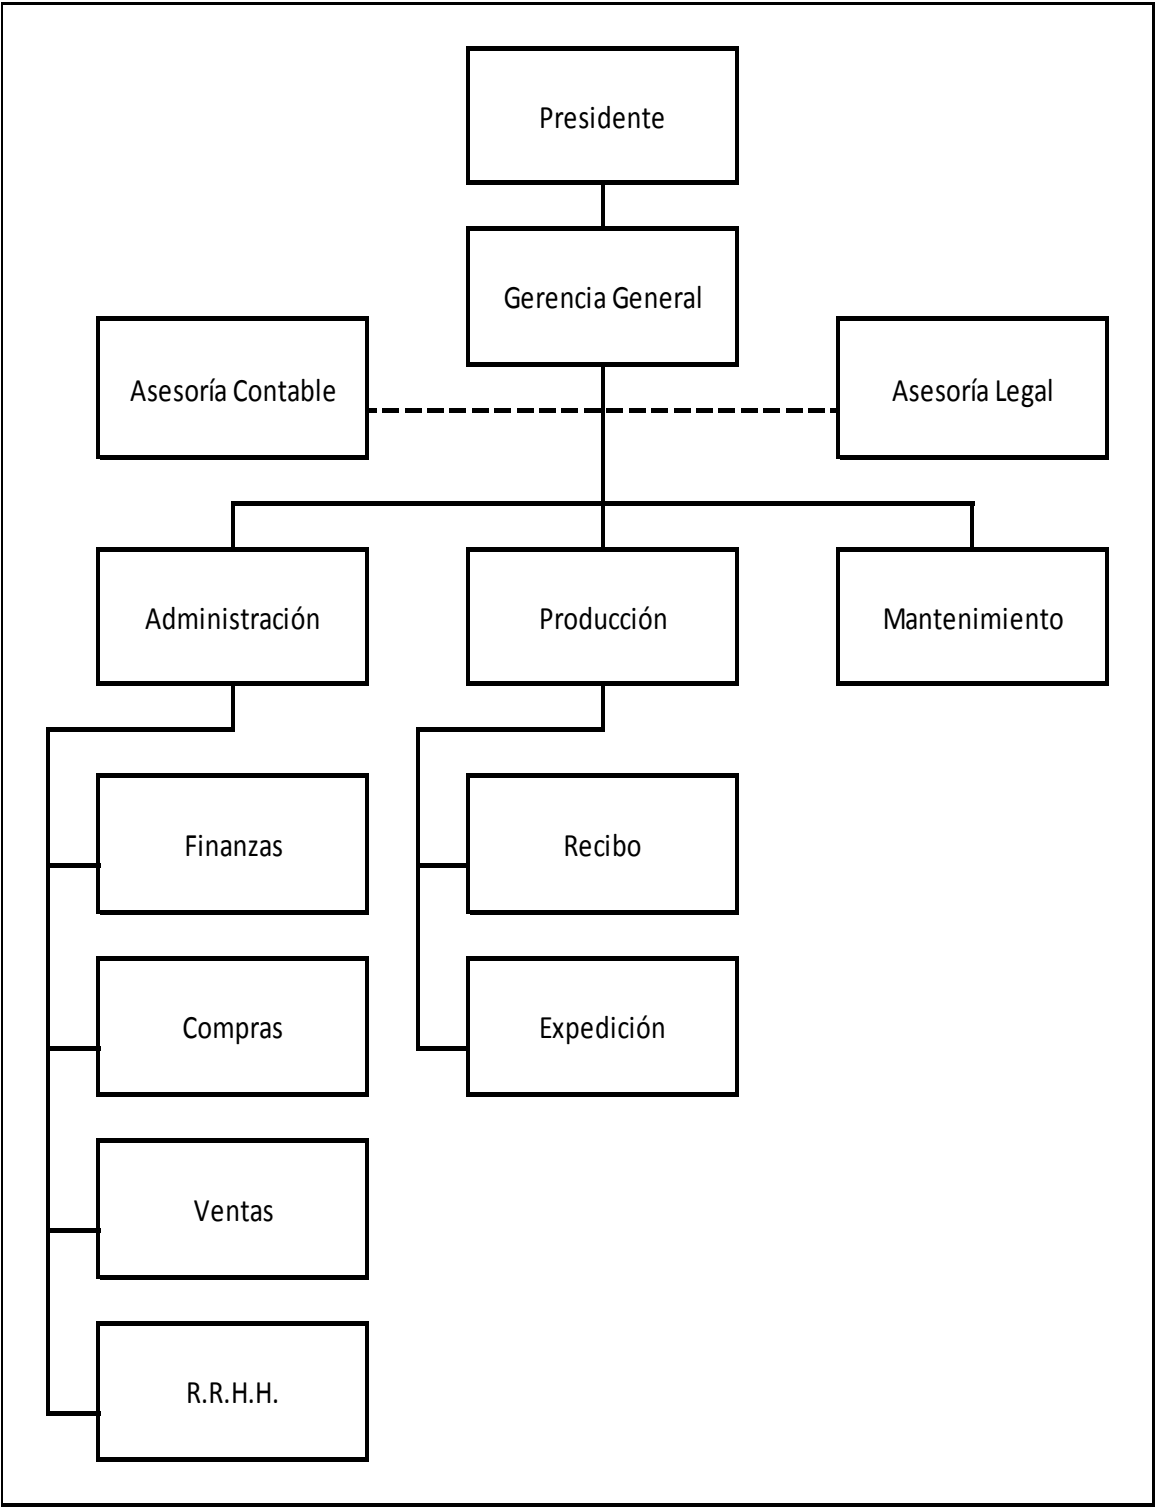 Presidente
Gerencia General
Asesoría Contable
Asesoría Legal
Administración
Producción
Mantenimiento
Finanzas
Recibo
Compras
Expedición
Ventas
R.R.H.H.